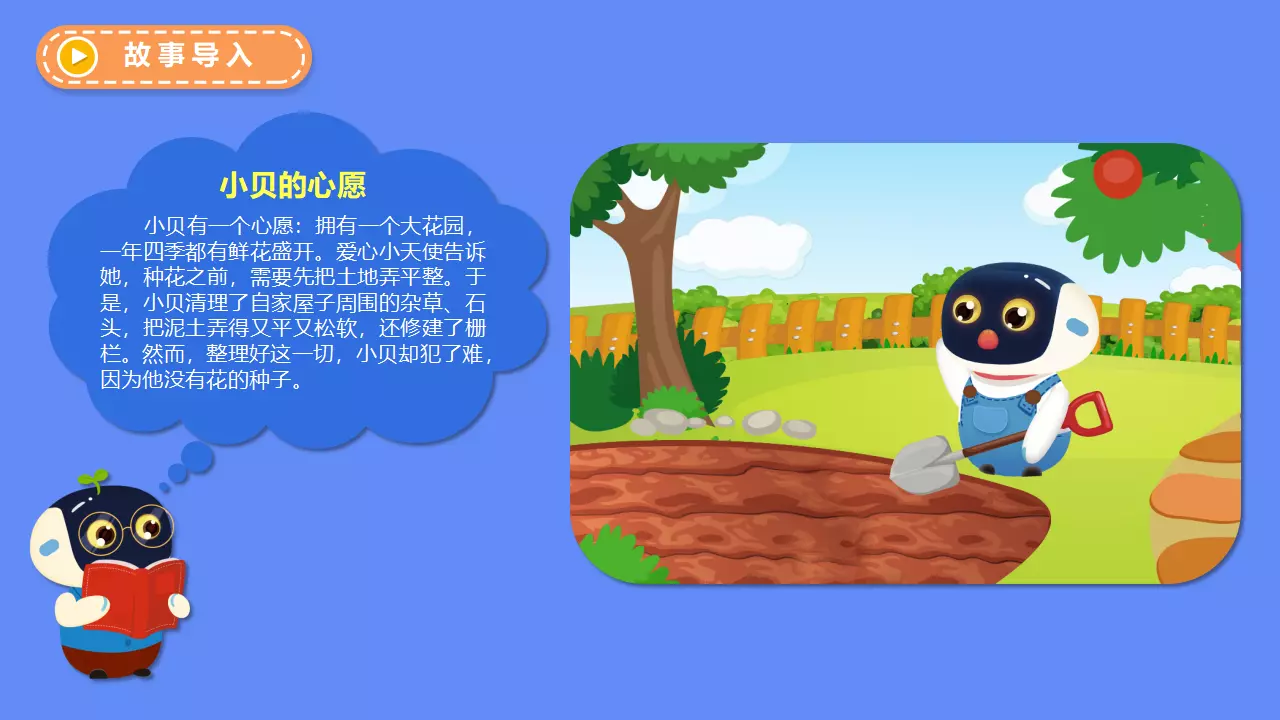 故事导入
小贝的心愿
小贝有一个心愿：拥有一个大花园，
一年四季都有鲜花盛开。爱心小天使告诉
她，种花之前，需要先把土地弄平整。于
是，小贝清理了自家屋子周围的杂草、石
头，把泥土弄得又平又松软，还修建了栅
栏。然而，整理好这一切，小贝却犯了难，
因为他没有花的种子。